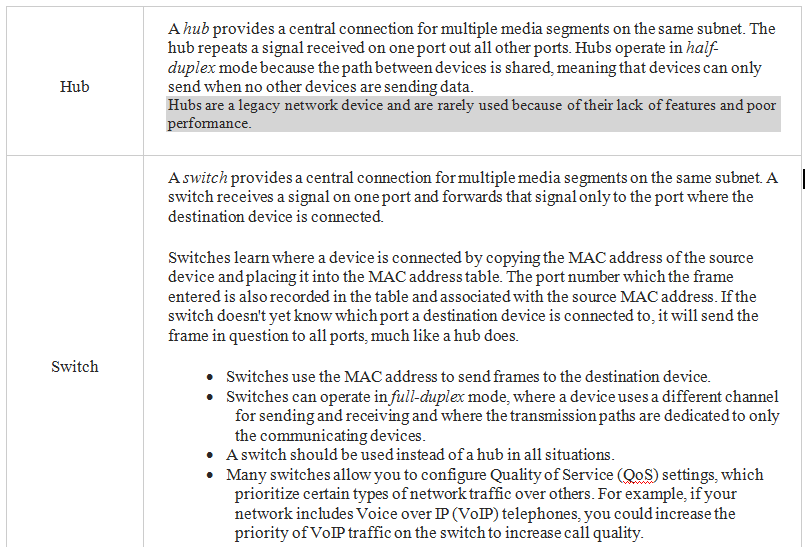 A hub provides a central connection for multiple media segments on the same subnet. The
hub repeats a signal received on one port out all other ports. Hubs operate in half-
duplex mode because the path between devices is shared, meaning that devices can only
send when no other devices are sending data.
Hub
Hubs are a legacy network device and are rarely used because of their lack of features and poor
performance.
A switch provides a central connection for multiple media segments on the same subnet. A
switch receives a signal on one port and forwards that signal only to the port where the
destination device is connected.
Switches learn where a device is connected by copying the MAC address of the source
device and placing it into the MAC address table. The port number which the frame
entered is also recorded in the table and associated with the source MAC address. If the
switch doesn't yet know which port a destination device is connected to, it will send the
frame in question to all ports, much like a hub does.
Switch
• Switches use the MAC address to send frames to the destination device.
• Switches can operate in full-duplex mode, where a device uses a different channel
for sending and receiving and where the transmission paths are dedicated to only
the communicating devices.
• A switch should be used instead of a hub in all situations.
• Many switches allow you to configure Quality of Service (QoS) settings, which
prioritize certain types of network traffic over others. For example, if your
network includes Voice over IP (VoIP) telephones, you could increase the
priority of VoIP traffic on the switch to increase call quality.